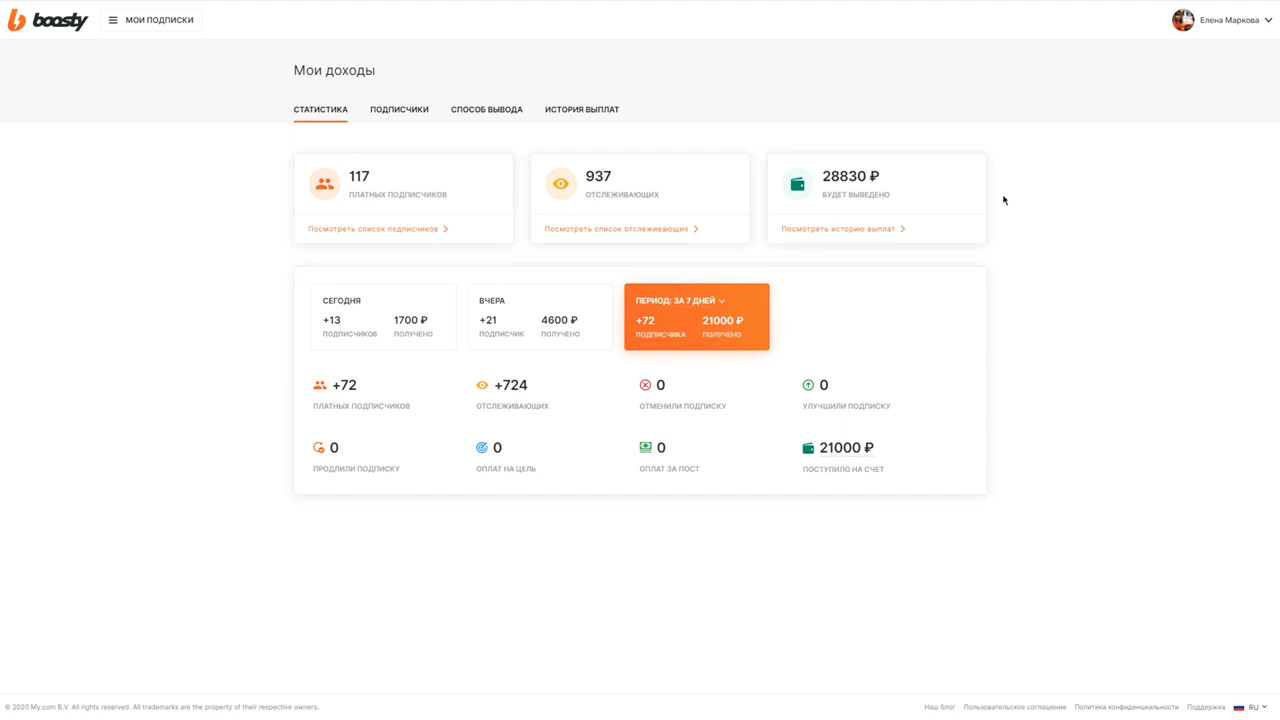 boosty
МОИ ПОДПИСКИ
Елена Маркова
Мои доходы
СТАТИСТИКА ПОДПИСЧИКИ СПОСОБ ВЫВОДА ИСТОРИЯ ВЫПЛАТ
117 937 28830 ₽
ПЛАТНЫХ ПОДПИСЧИКОВ ОТСЛЕЖИВАЮЩИХ БУДЕТ ВЫВЕДЕНО
Посмотреть список подписчиков Посмотреть список отслеживающих Посмотреть историю выплат
СЕГОДНЯ ВЧЕРА ПЕРИОД: ЗА 7 ДНЕЙ
+13 1700 ₽ +21 4600 ₽ +72 21000 ₽
ПОДПИСЧИКОВ ПОЛУЧЕНО ПОДПИСЧИК ПОЛУЧЕНО ПОДПИСЧИКА ПОЛУЧЕНО
+72 +724 0 0
ПЛАТНЫХ ПОДПИСЧИКОВ ОТСЛЕЖИВАЮЩИХ ОТМЕНИЛИ ПОДПИСКУ УЛУЧШИЛИ ПОДПИСКУ
0 0 0 21000 ₽
ПРОДЛИЛИ ПОДПИСКУ ОПЛАТ НА ЦЕЛЬ ОПЛАТ ЗА ПОСТ ПОСТУПИЛО НА СЧЕТ
© 2020 My.com B.V. All rights reserved. All trademarks are the property of their respective owners. Наш блог Пользовательское соглашение Политика конфиденциальности Поддержка RU